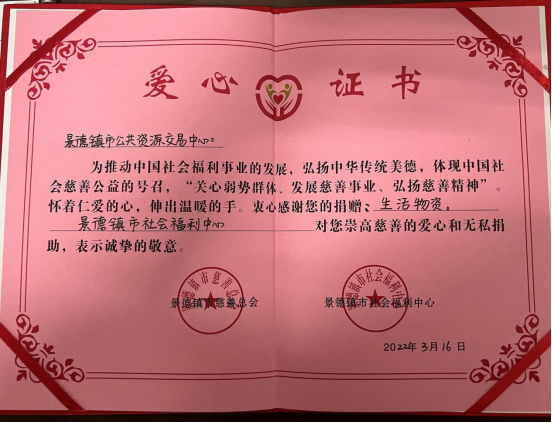 爱心 证书
景德镇市公共资源交易中心:
为推动中国社会福利事业的发展，弘扬中华传统美德，体现中国社
会慈善公益的号召，“关心弱势群体、发展慈善事业、弘扬慈善精神”。
怀着仁爱的心，伸出温暖的手。衷心感谢您的捐赠: 生活物资。
景德镇市社会福利中心 对您崇高慈善的爱心和无私捐
助，表示诚挚的敬意。
景德镇市慈善总会 景德镇市社会福利中心
2022年3月16日